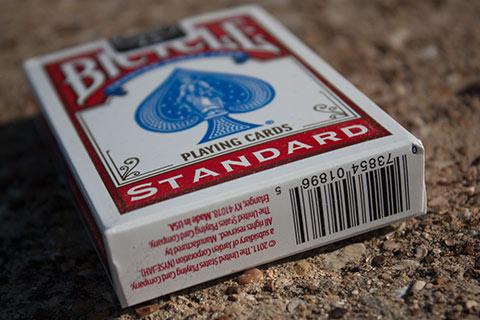 BICYCLE
PLAYING CARDS
STANDARD
© 2011, The United States Playing Card Company,
a subsidiary of Jarden Corporation (NYSE:JAH)
All rights reserved. Manufactured by
The United States Playing Card Company,
Erlanger, KY 41018. Made in USA.
0 73854 01896 5